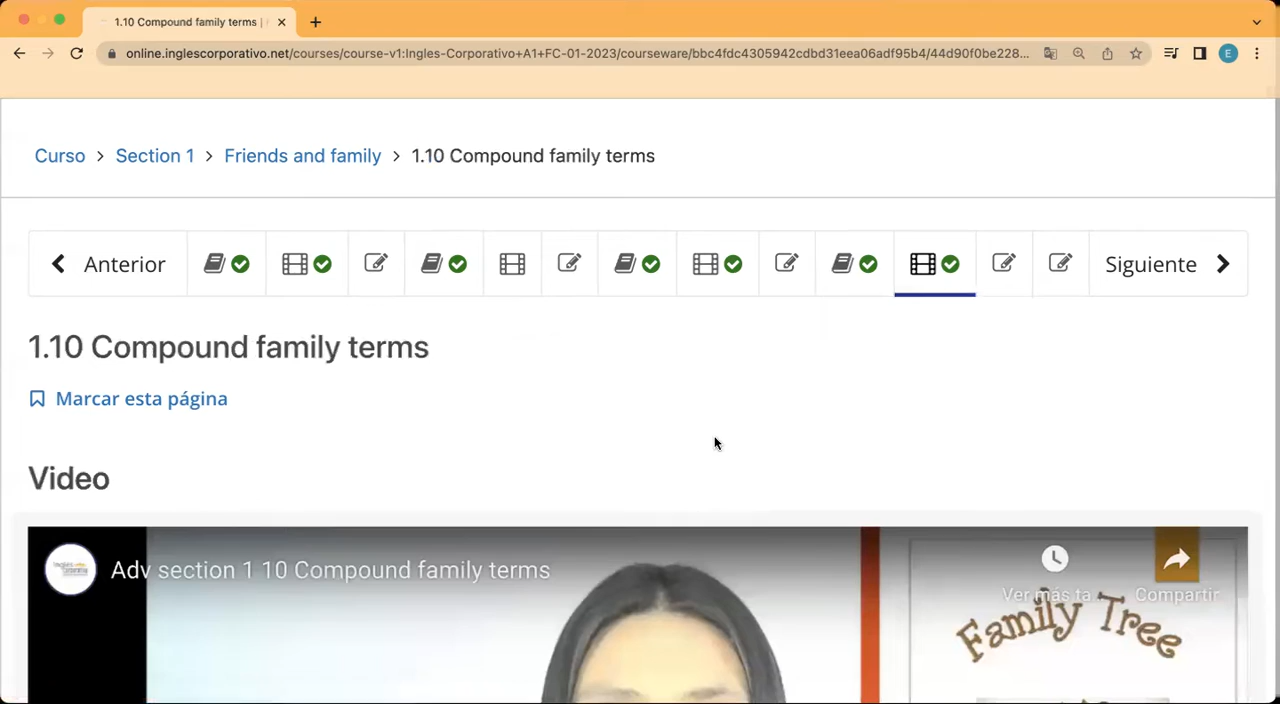 1.10 Compound family terms |
online.inglescorporativo.net/courses/course-v1:Ingles-Corporativo+A1+FC-01-2023/courseware/bbc4fdc4305942cdbd31eea06adf95b4/44d90f0be228...
E
Curso > Section 1 > Friends and family > 1.10 Compound family terms
Anterior
Siguiente
1.10 Compound family terms
Marcar esta página
Video
Adv section 1 10 Compound family terms
Ver más ta...
Compartir
Family Tree